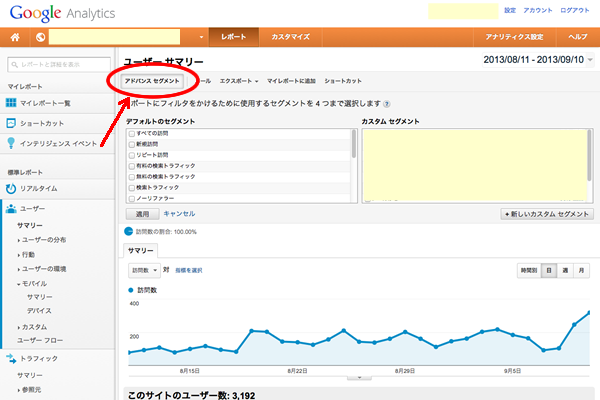 Google Analytics
設定 アカウント ログアウト
レポート カスタマイズ アナリティクス設定 ヘルプ
レポートと詳細を表示
マイレポート
マイレポート一覧
ショートカット
インテリジェンス イベント
標準レポート
リアルタイム
ユーザー
サマリー
ユーザーの分布
行動
ユーザーの環境
モバイル
サマリー
デバイス
カスタム
ユーザー フロー
トラフィック
サマリー
参照元
ユーザー サマリー
2013/08/11 - 2013/09/10
アドバンス セグメント ール エクスポート マイレポートに追加 ショートカット
ポートにフィルタをかけるために使用するセグメントを 4 つまで選択します ?
デフォルトのセグメント
すべての訪問
新規訪問
リピート訪問
有料の検索トラフィック
無料の検索トラフィック
検索トラフィック
ノーリファラー
カスタム セグメント
適用 キャンセル
+ 新しいカスタム セグメント
訪問数の割合: 100.00%
サマリー
訪問数 対 指標を選択
時間別 日 週 月
訪問数
400
200
8月15日 8月22日 8月29日 9月5日
このサイトのユーザー数: 3,192